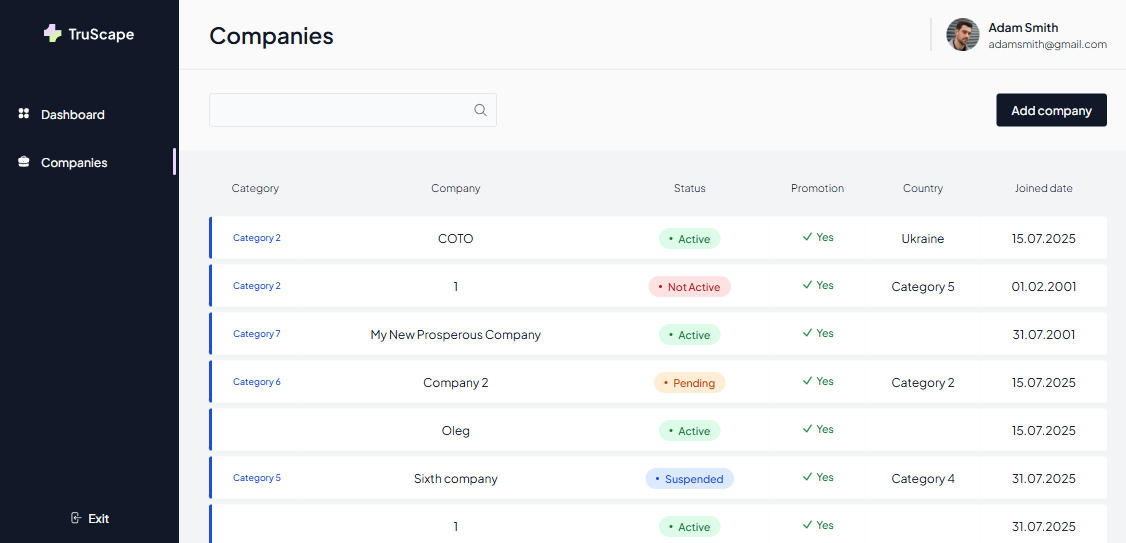 TruScape
Companies
Adam Smith
adamsmith@gmail.com
Dashboard
Companies
Exit
Add company
Category Company Status Promotion Country Joined date
Category 2 COTO Active Yes Ukraine 15.07.2025
Category 2 1 Not Active Yes Category 5 01.02.2001
Category 7 My New Prosperous Company Active Yes 31.07.2001
Category 6 Company 2 Pending Yes Category 2 15.07.2025
Oleg Active Yes 15.07.2025
Category 5 Sixth company Suspended Yes Category 4 31.07.2025
1 Active Yes 31.07.2025